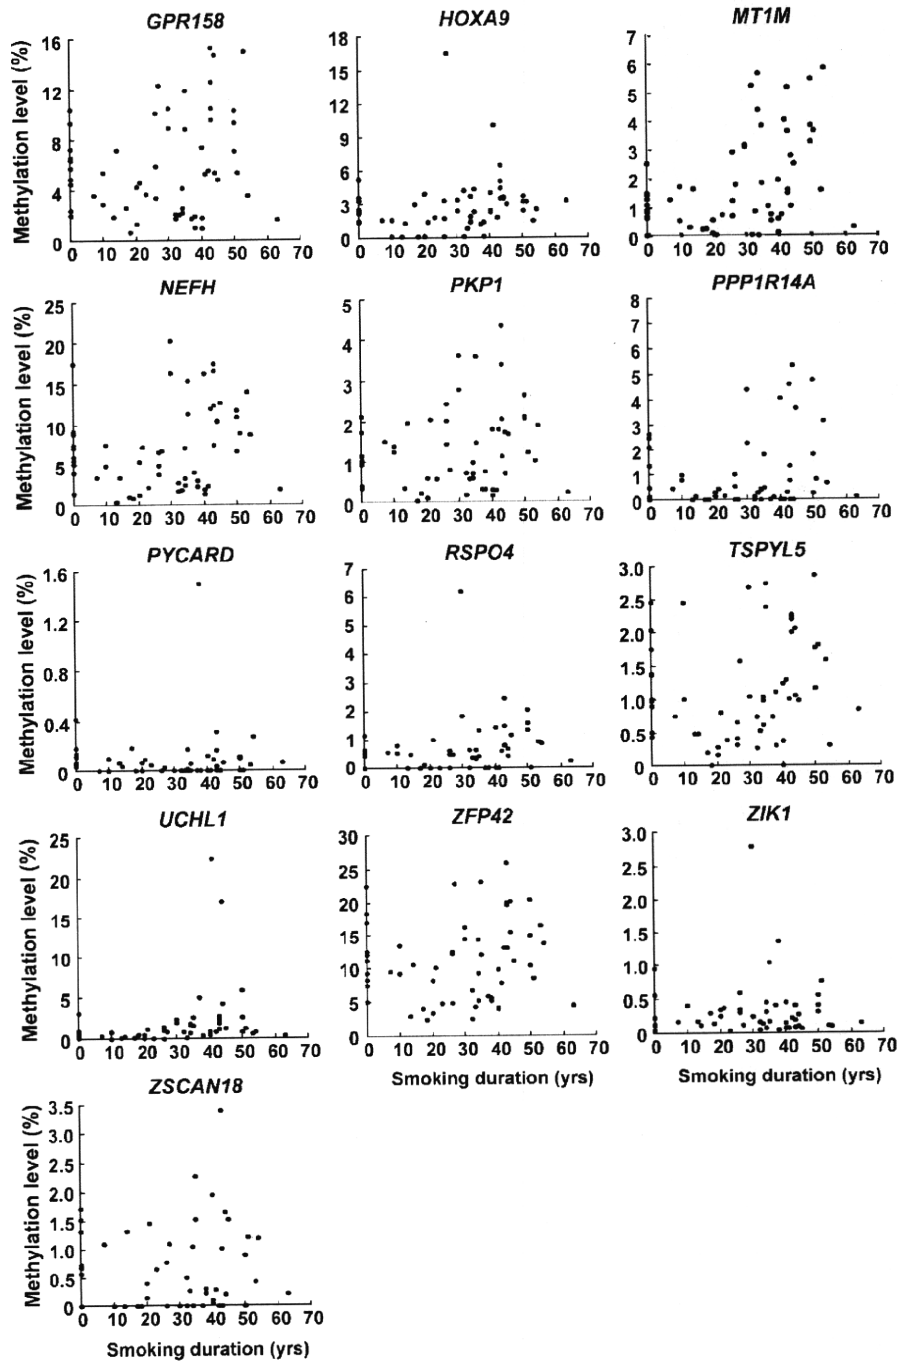 GPR158
Methylation level (%)
16
12
8
4
0
0 10 20 30 40 50 60 70
HOXA9
18
15
12
9
6
3
0
0 10 20 30 40 50 60 70
MT1M
7
6
5
4
3
2
1
0
0 10 20 30 40 50 60 70
NEFH
Methylation level (%)
25
20
15
10
5
0
0 10 20 30 40 50 60 70
PKP1
5
4
3
2
1
0
0 10 20 30 40 50 60 70
PPP1R14A
8
7
6
5
4
3
2
1
0
0 10 20 30 40 50 60 70
PYCARD
Methylation level (%)
1.6
1.2
0.8
0.4
0
0 10 20 30 40 50 60 70
RSPO4
7
6
5
4
3
2
1
0
0 10 20 30 40 50 60 70
TSPYL5
3.0
2.5
2.0
1.5
1.0
0.5
0
0 10 20 30 40 50 60 70
UCHL1
Methylation level (%)
25
20
15
10
5
0
0 10 20 30 40 50 60 70
ZFP42
30
25
20
15
10
5
0
0 10 20 30 40 50 60 70
Smoking duration (yrs)
ZIK1
3.0
2.5
2.0
1.5
1.0
0.5
0
0 10 20 30 40 50 60 70
Smoking duration (yrs)
ZSCAN18
Methylation level (%)
3.5
3.0
2.5
2.0
1.5
1.0
0.5
0
0 10 20 30 40 50 60 70
Smoking duration (yrs)